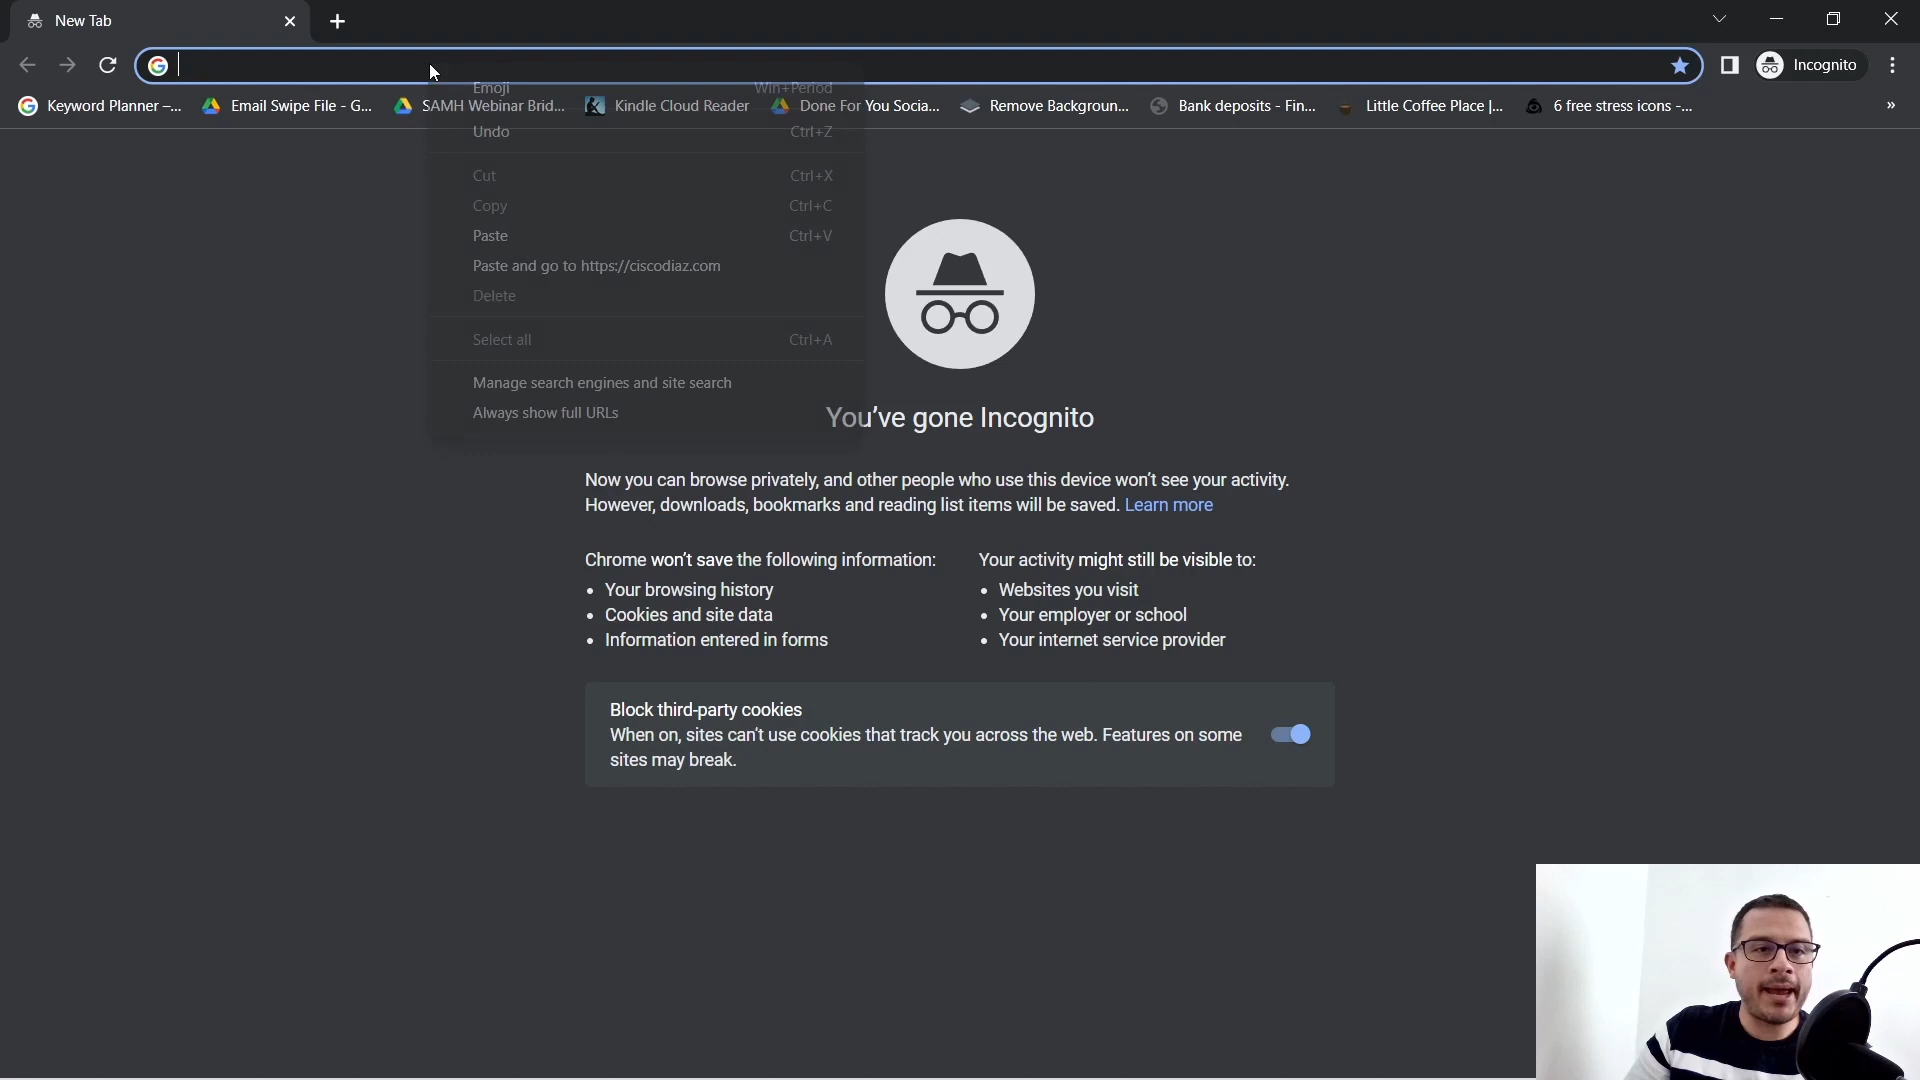 New Tab
Incognito
Keyword Planner –...
Email Swipe File - G...
SAMH Webinar Brid...
Kindle Cloud Reader
Done For You Socia...
Remove Backgroun...
Bank deposits - Fin...
Little Coffee Place |...
6 free stress icons -...
»
Emoji Win+Period
Undo Ctrl+Z
Cut Ctrl+X
Copy Ctrl+C
Paste Ctrl+V
Paste and go to https://ciscodiaz.com
Delete
Select all Ctrl+A
Manage search engines and site search
Always show full URLs
You've gone Incognito
Now you can browse privately, and other people who use this device won't see your activity.
However, downloads, bookmarks and reading list items will be saved. Learn more
Chrome won't save the following information:
• Your browsing history
• Cookies and site data
• Information entered in forms
Your activity might still be visible to:
• Websites you visit
• Your employer or school
• Your internet service provider
Block third-party cookies
When on, sites can't use cookies that track you across the web. Features on some
sites may break.